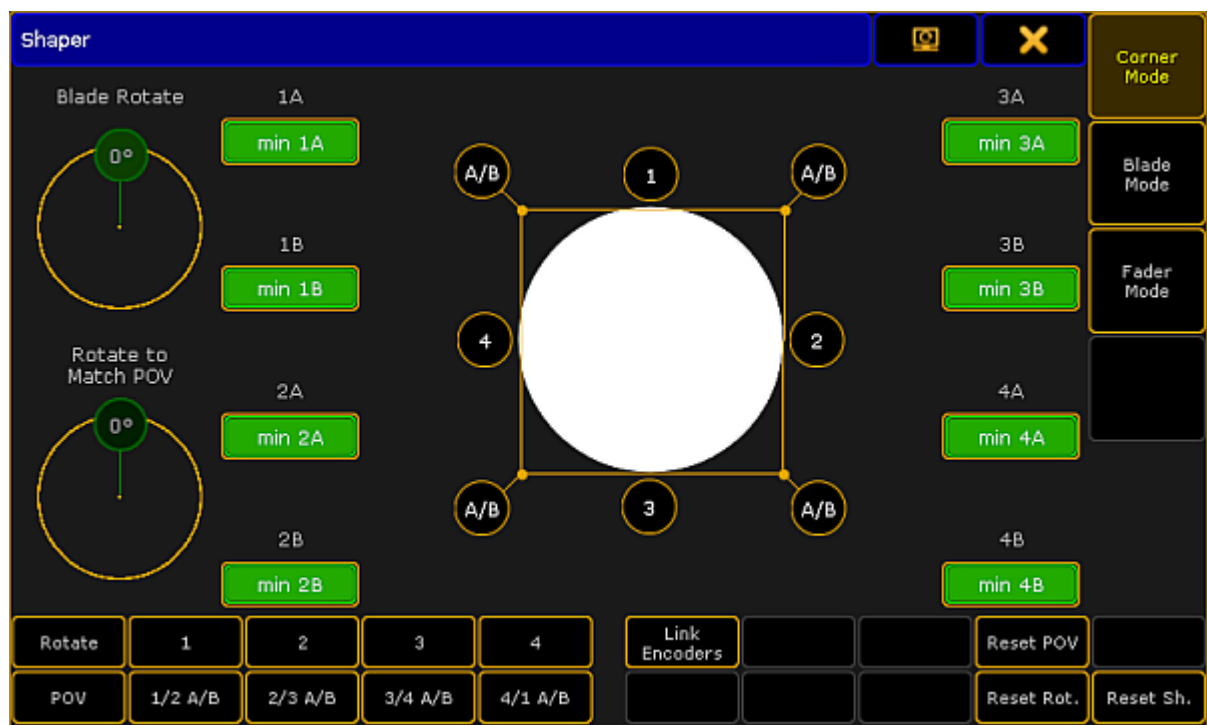 Shaper
Corner
Mode
Blade Rotate
1A
3A
0°
min 1A
min 3A
Blade
Mode
A/B
1
A/B
1B
3B
Fader
Mode
min 1B
min 3B
4
2
Rotate to
Match POV
2A
4A
0°
min 2A
min 4A
A/B
3
A/B
2B
4B
min 2B
min 4B
Rotate
1
2
3
4
Link
Encoders
Reset POV
POV
1/2 A/B
2/3 A/B
3/4 A/B
4/1 A/B
Reset Rot.
Reset Sh.